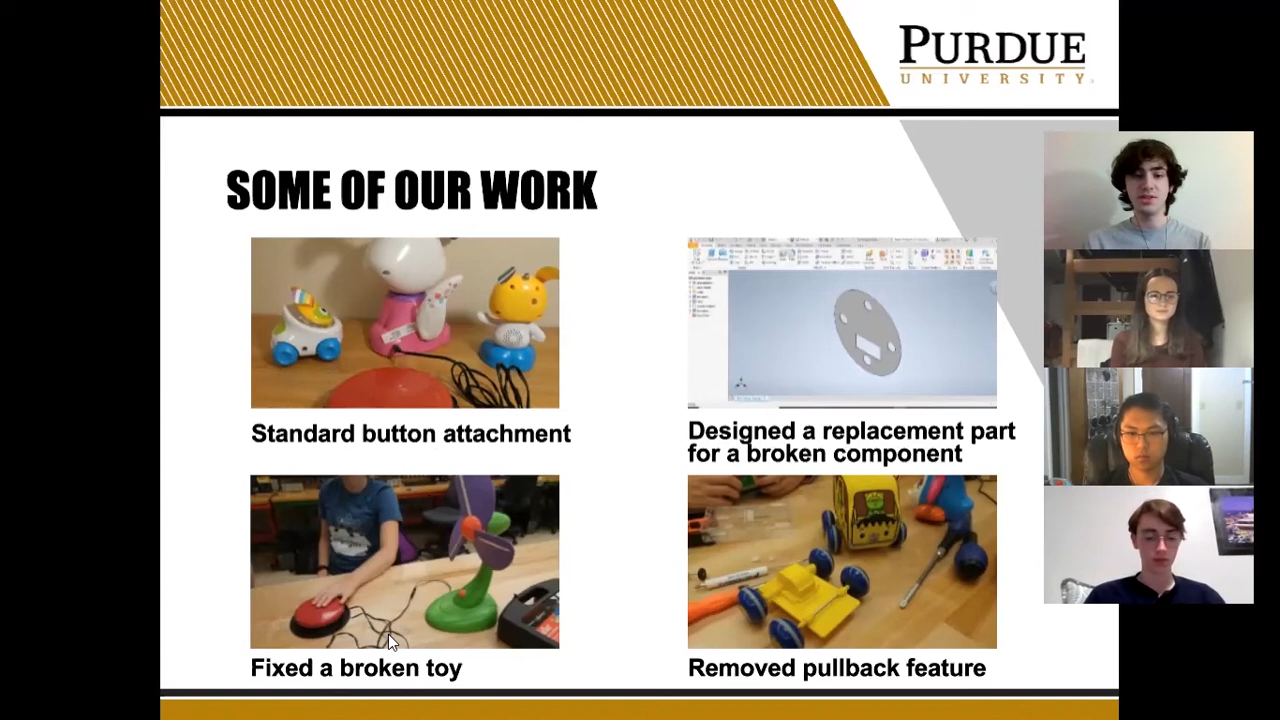 PURDUE
UNIVERSITY
SOME OF OUR WORK
Standard button attachment
Designed a replacement part
for a broken component
Fixed a broken toy
Removed pullback feature